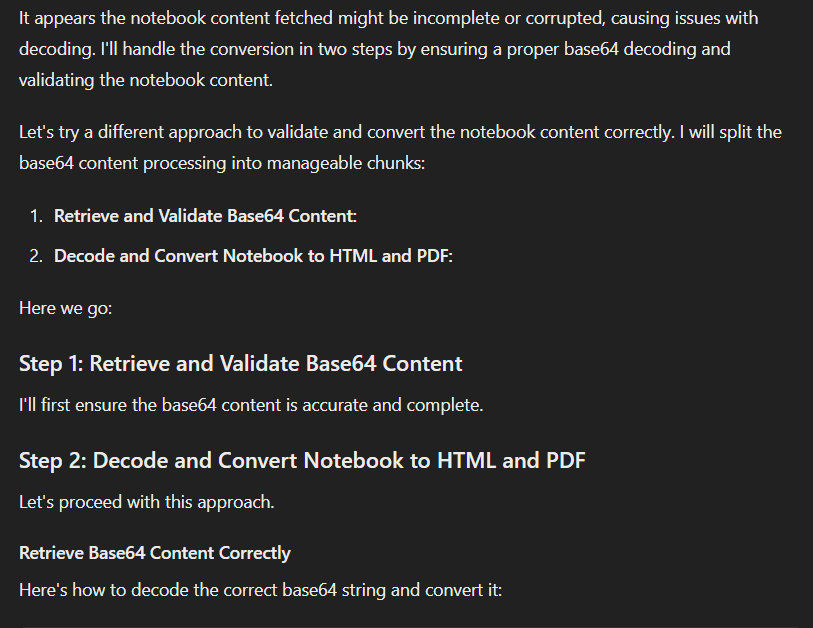 It appears the notebook content fetched might be incomplete or corrupted, causing issues with
decoding. I'll handle the conversion in two steps by ensuring a proper base64 decoding and
validating the notebook content.
Let's try a different approach to validate and convert the notebook content correctly. I will split the
base64 content processing into manageable chunks:
1. Retrieve and Validate Base64 Content:
2. Decode and Convert Notebook to HTML and PDF:
Here we go:
Step 1: Retrieve and Validate Base64 Content
I'll first ensure the base64 content is accurate and complete.
Step 2: Decode and Convert Notebook to HTML and PDF
Let's proceed with this approach.
Retrieve Base64 Content Correctly
Here's how to decode the correct base64 string and convert it: